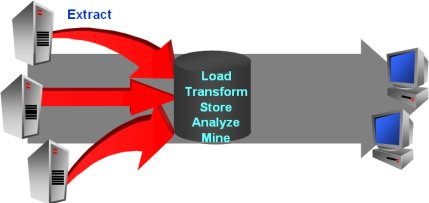 Extract
Load
Transform
Store
Analyze
Mine